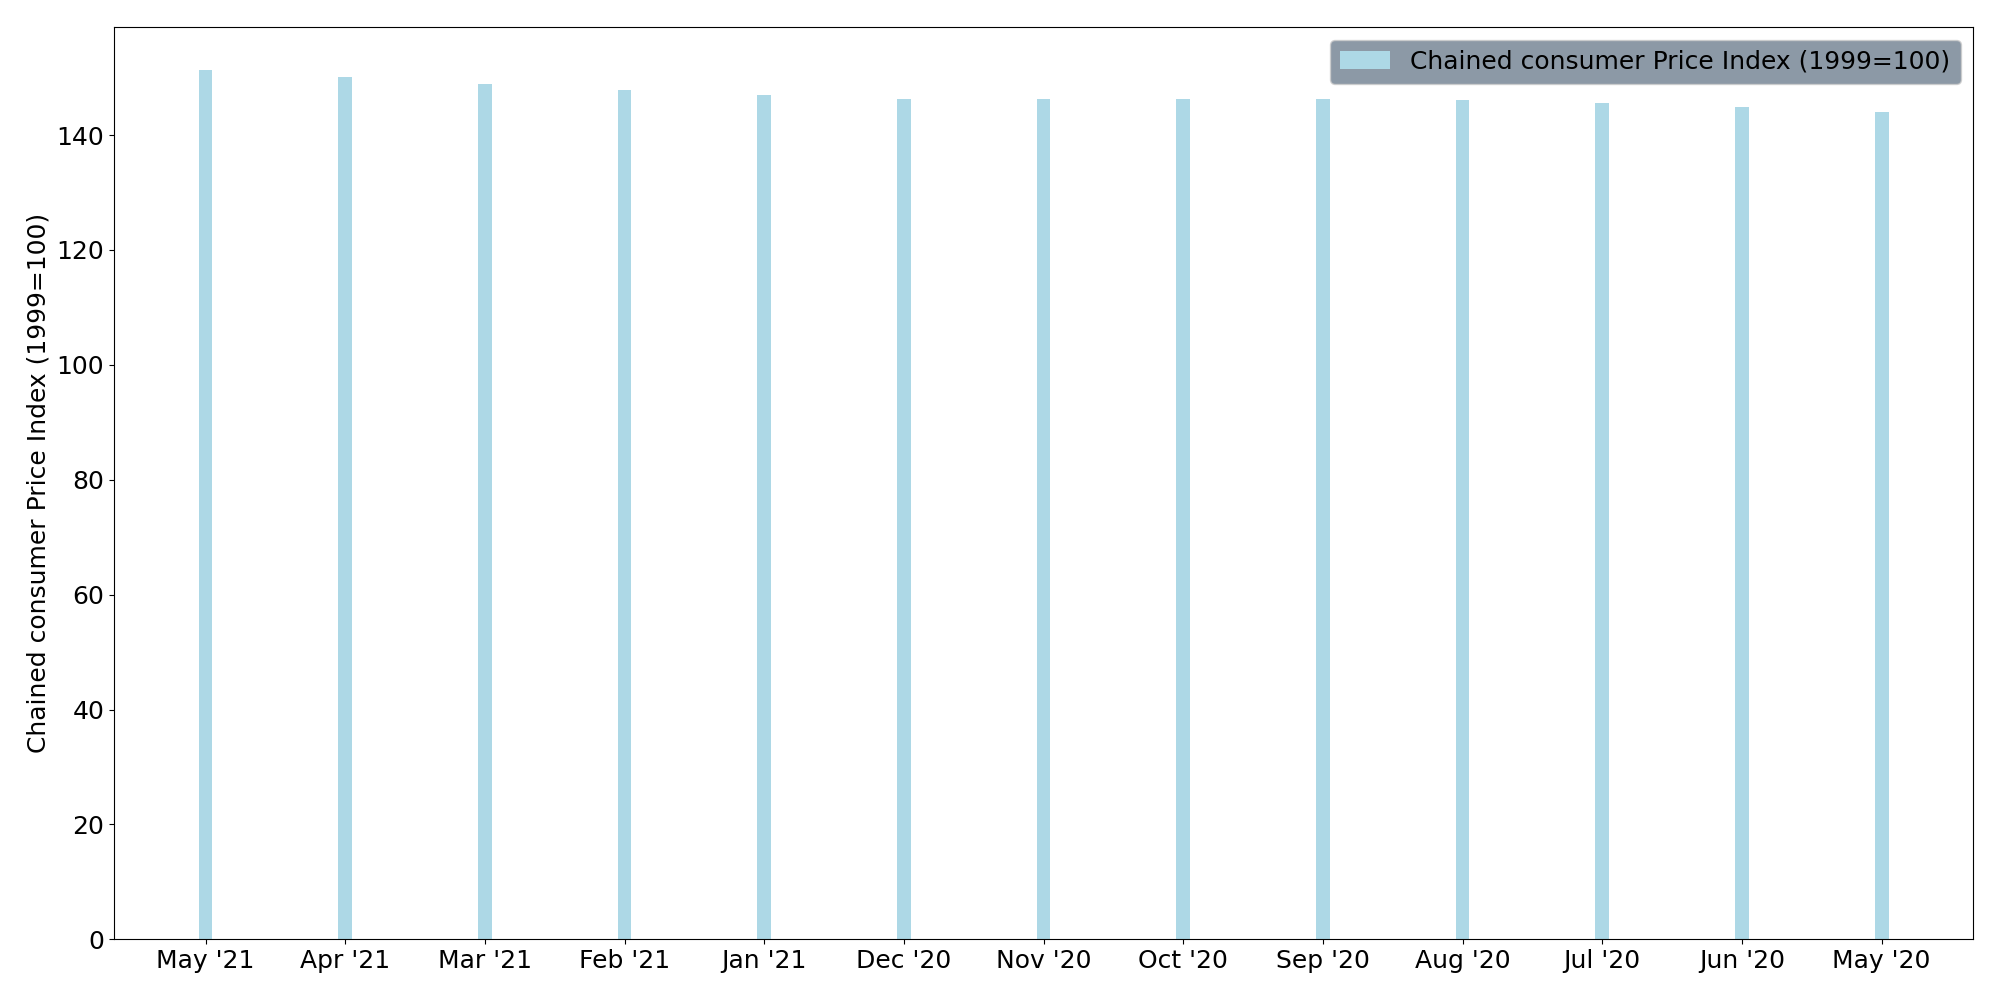 Chained consumer Price Index (1999=100)
Chained consumer Price Index (1999=100)
140
120
100
80
60
40
20
0
May '21 Apr '21 Mar '21 Feb '21 Jan '21 Dec '20 Nov '20 Oct '20 Sep '20 Aug '20 Jul '20 Jun '20 May '20